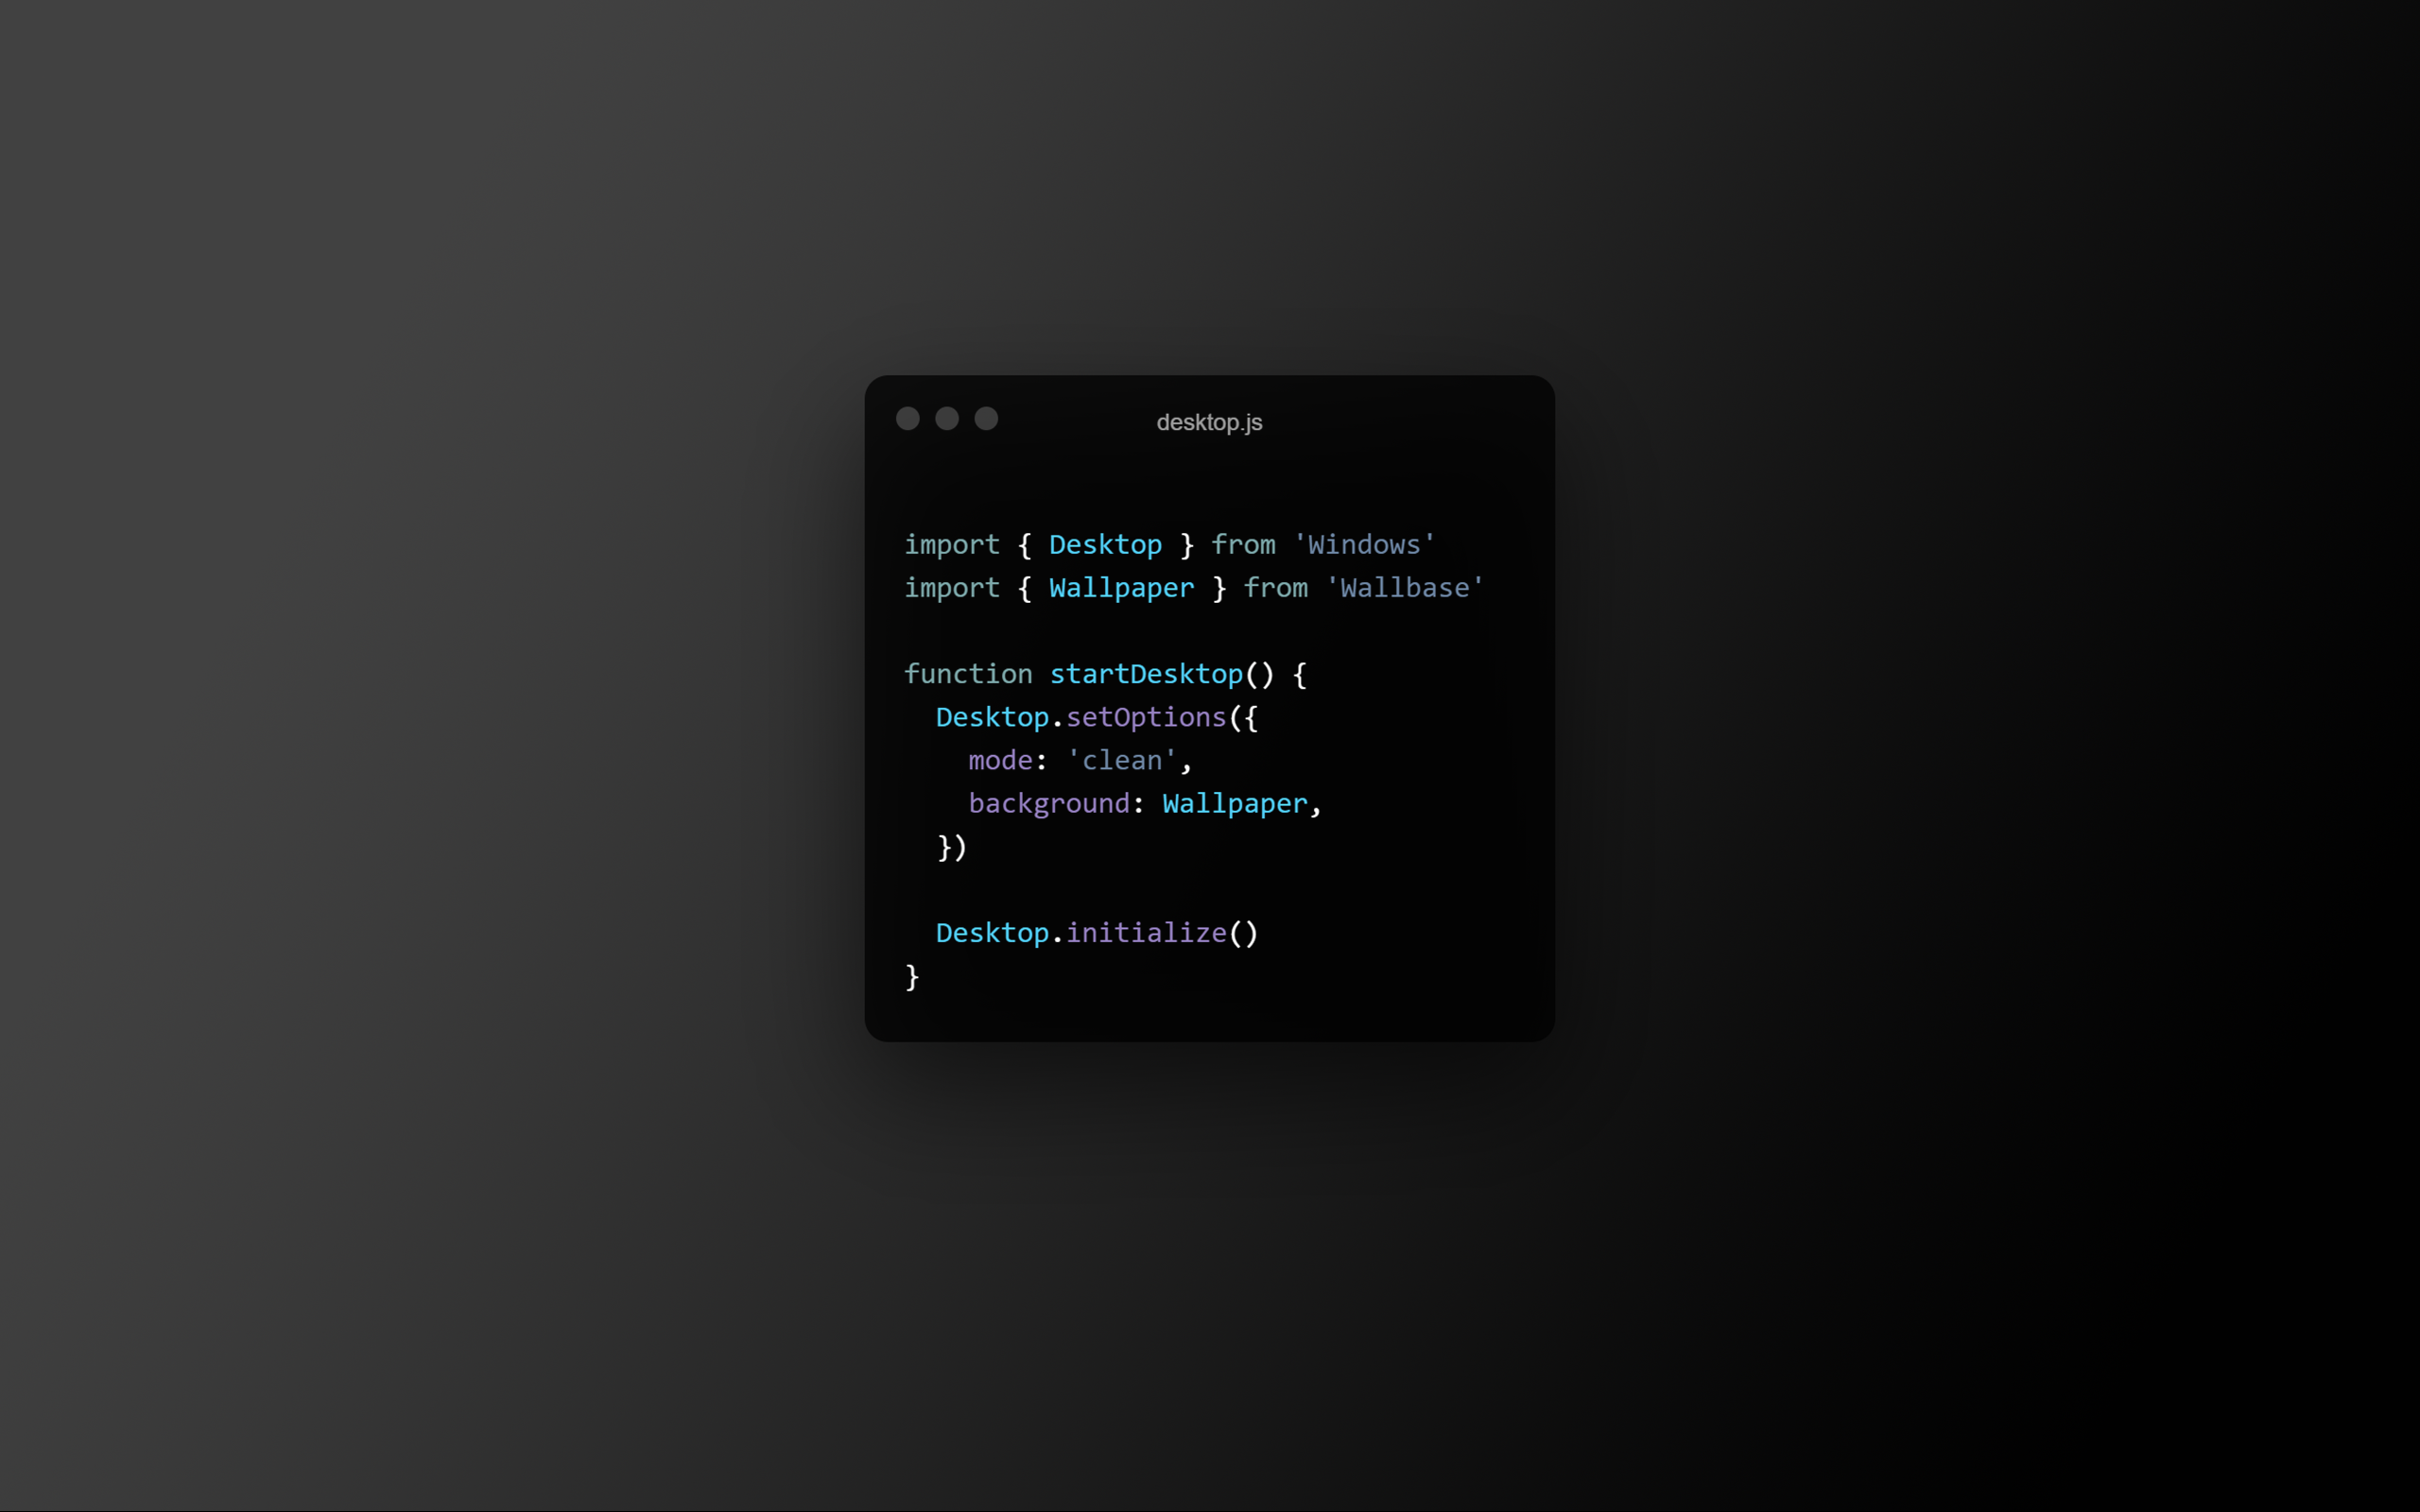 desktop.js
import { Desktop } from 'Windows'
import { Wallpaper } from 'Wallbase'
function startDesktop() {
  Desktop.setOptions({
    mode: 'clean',
    background: Wallpaper,
  })
  Desktop.initialize()
}